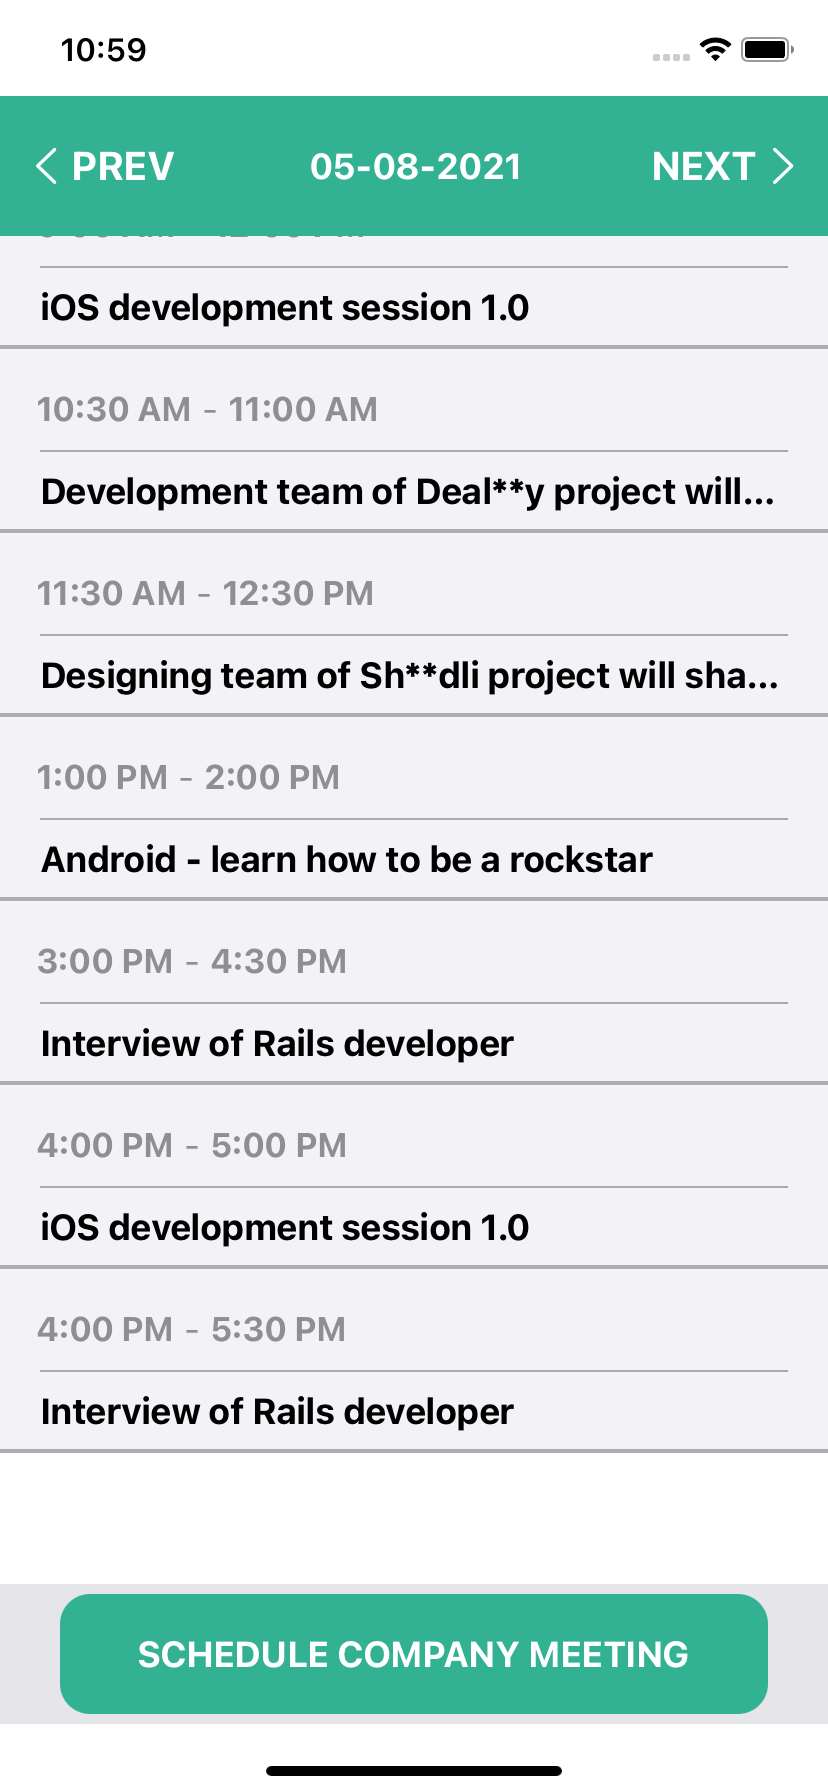 10:59
PREV
05-08-2021
NEXT
iOS development session 1.0
10:30 AM - 11:00 AM
Development team of Deal**y project will...
11:30 AM - 12:30 PM
Designing team of Sh**dli project will sha...
1:00 PM - 2:00 PM
Android - learn how to be a rockstar
3:00 PM - 4:30 PM
Interview of Rails developer
4:00 PM - 5:00 PM
iOS development session 1.0
4:00 PM - 5:30 PM
Interview of Rails developer
SCHEDULE COMPANY MEETING